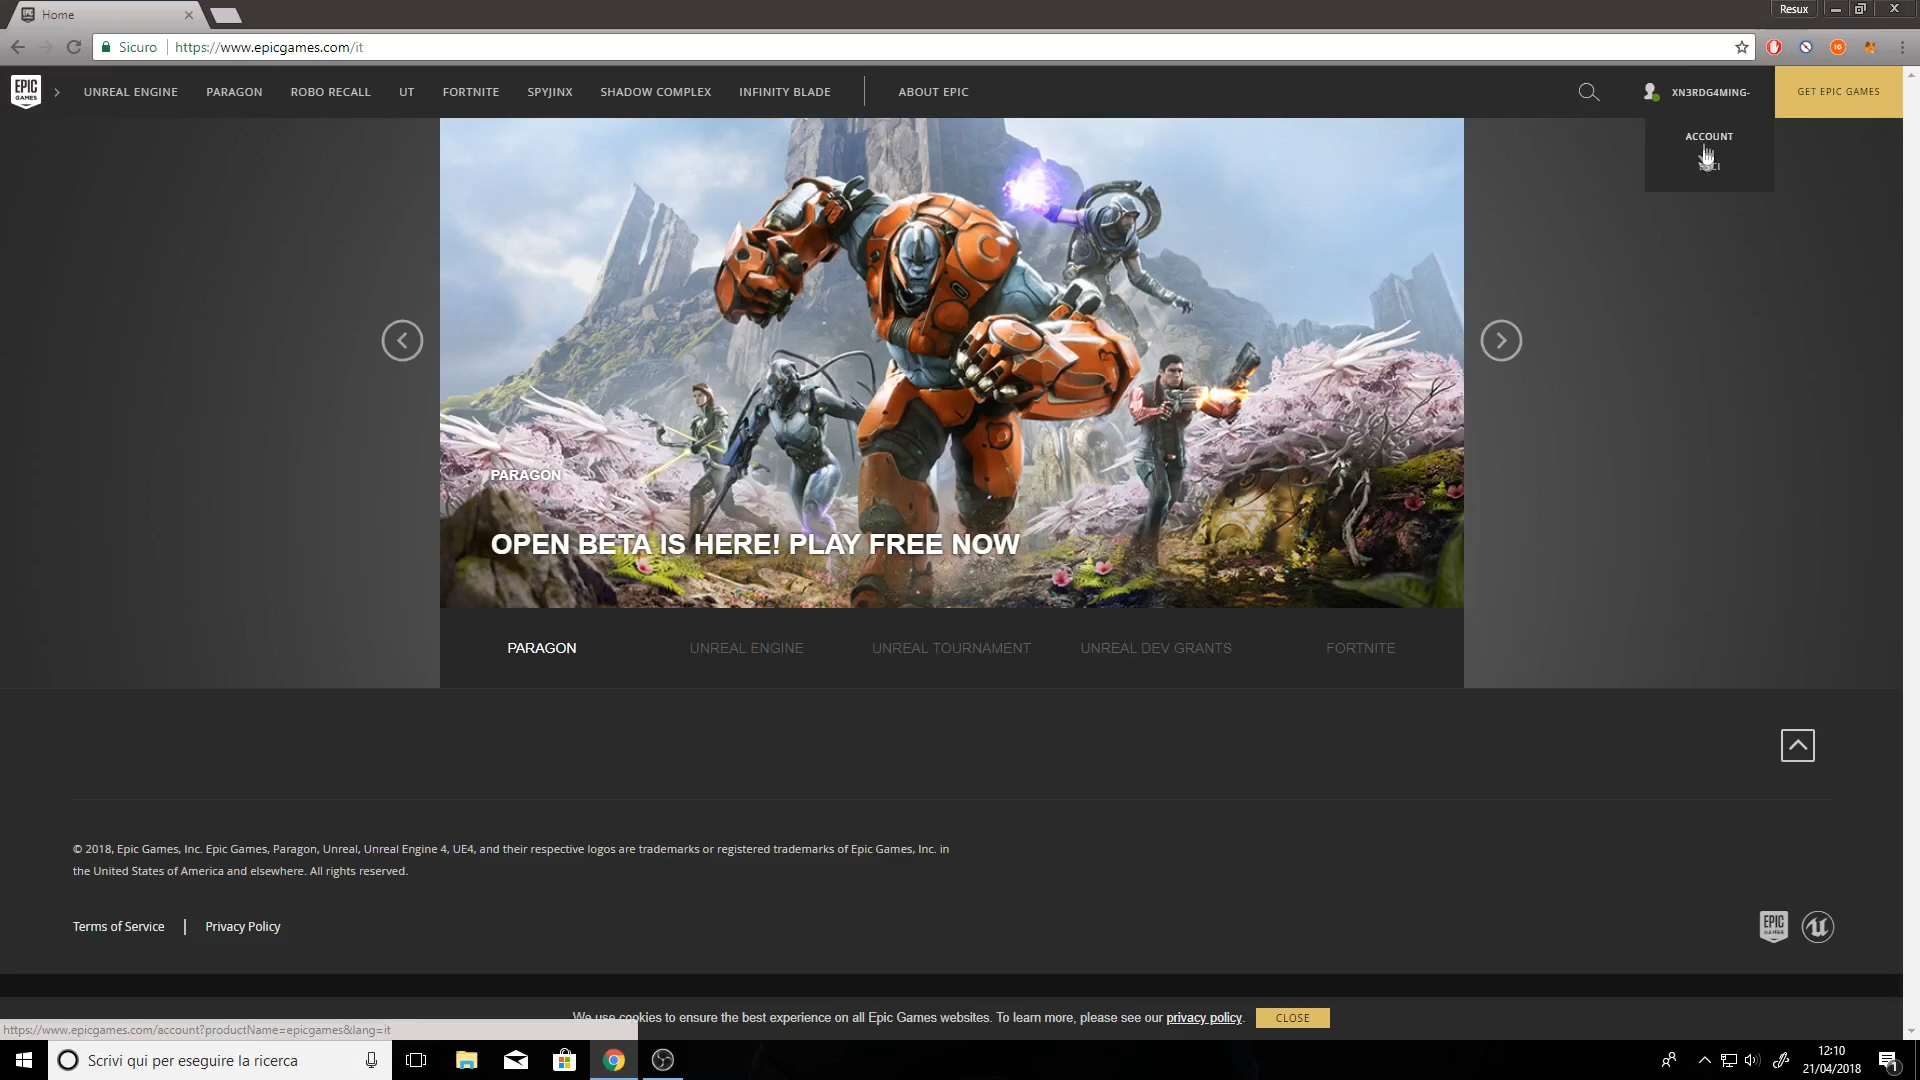 Home
Resux
Sicuro
https://www.epicgames.com/it
EPIC GAMES
UNREAL ENGINE
PARAGON
ROBO RECALL
UT
FORTNITE
SPYJINX
SHADOW COMPLEX
INFINITY BLADE
ABOUT EPIC
XN3RDG4MING-
GET EPIC GAMES
ACCOUNT
PARAGON
OPEN BETA IS HERE! PLAY FREE NOW
PARAGON
UNREAL ENGINE
UNREAL TOURNAMENT
UNREAL DEV GRANTS
FORTNITE
© 2018, Epic Games, Inc. Epic Games, Paragon, Unreal, Unreal Engine 4, UE4, and their respective logos are trademarks or registered trademarks of Epic Games, Inc. in
the United States of America and elsewhere. All rights reserved.
Terms of Service
Privacy Policy
EPIC GAMES
We use cookies to ensure the best experience on all Epic Games websites. To learn more, please see our privacy policy.
CLOSE
https://www.epicgames.com/account?productName=epicgames&lang=it
Scrivi qui per eseguire la ricerca
12:10
21/04/2018
1